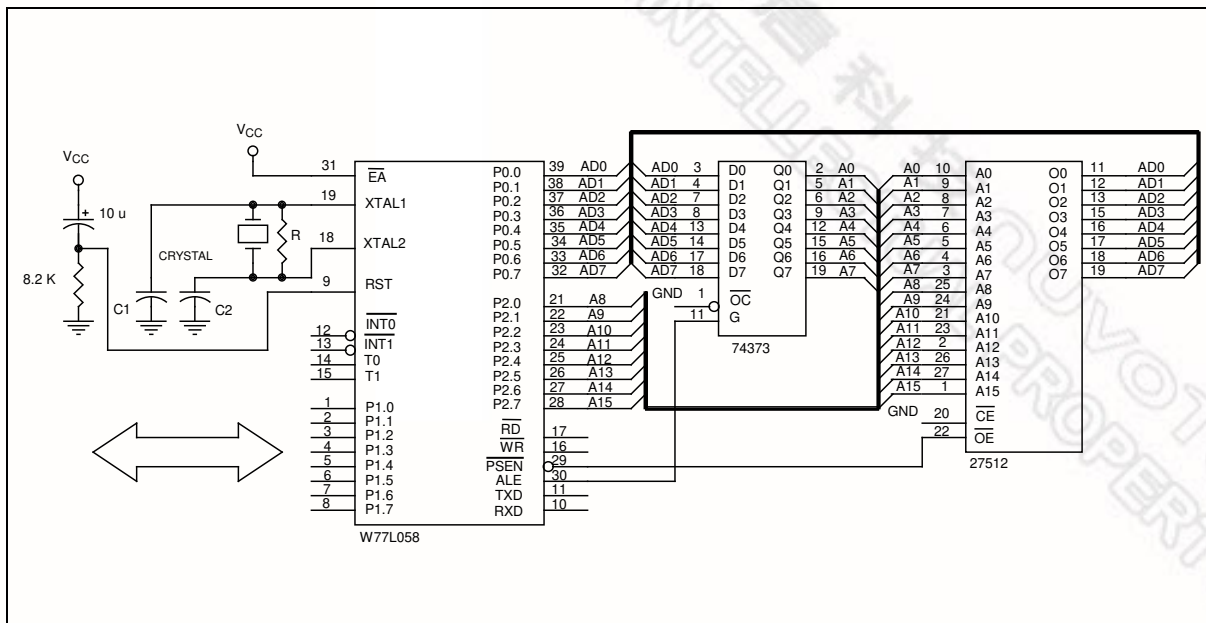 VCC
VCC
10 u
8.2 K
C1
C2
CRYSTAL
R
31 EA
19 XTAL1
18 XTAL2
9 RST
12 INT0
13 INT1
14 T0
15 T1
1 P1.0
2 P1.1
3 P1.2
4 P1.3
5 P1.4
6 P1.5
7 P1.6
8 P1.7
P0.0 39 AD0
P0.1 38 AD1
P0.2 37 AD2
P0.3 36 AD3
P0.4 35 AD4
P0.5 34 AD5
P0.6 33 AD6
P0.7 32 AD7
P2.0 21 A8
P2.1 22 A9
P2.2 23 A10
P2.3 24 A11
P2.4 25 A12
P2.5 26 A13
P2.6 27 A14
P2.7 28 A15
RD 17
WR 16
PSEN 29
ALE 30
TXD 11
RXD 10
W77L058
AD0 3 D0 Q0 2 A0
AD1 4 D1 Q1 5 A1
AD2 7 D2 Q2 6 A2
AD3 8 D3 Q3 9 A3
AD4 13 D4 Q4 12 A4
AD5 14 D5 Q5 15 A5
AD6 17 D6 Q6 16 A6
AD7 18 D7 Q7 19 A7
GND 1 OC
11 G
74373
A0 10 A0 O0 11 AD0
A1 9 A1 O1 12 AD1
A2 8 A2 O2 13 AD2
A3 7 A3 O3 15 AD3
A4 6 A4 O4 16 AD4
A5 5 A5 O5 17 AD5
A6 4 A6 O6 18 AD6
A7 3 A7 O7 19 AD7
A8 25 A8
A9 24 A9
A10 21 A10
A11 23 A11
A12 2 A12
A13 26 A13
A14 27 A14
A15 1 A15
GND 20 CE
22 OE
27512
科